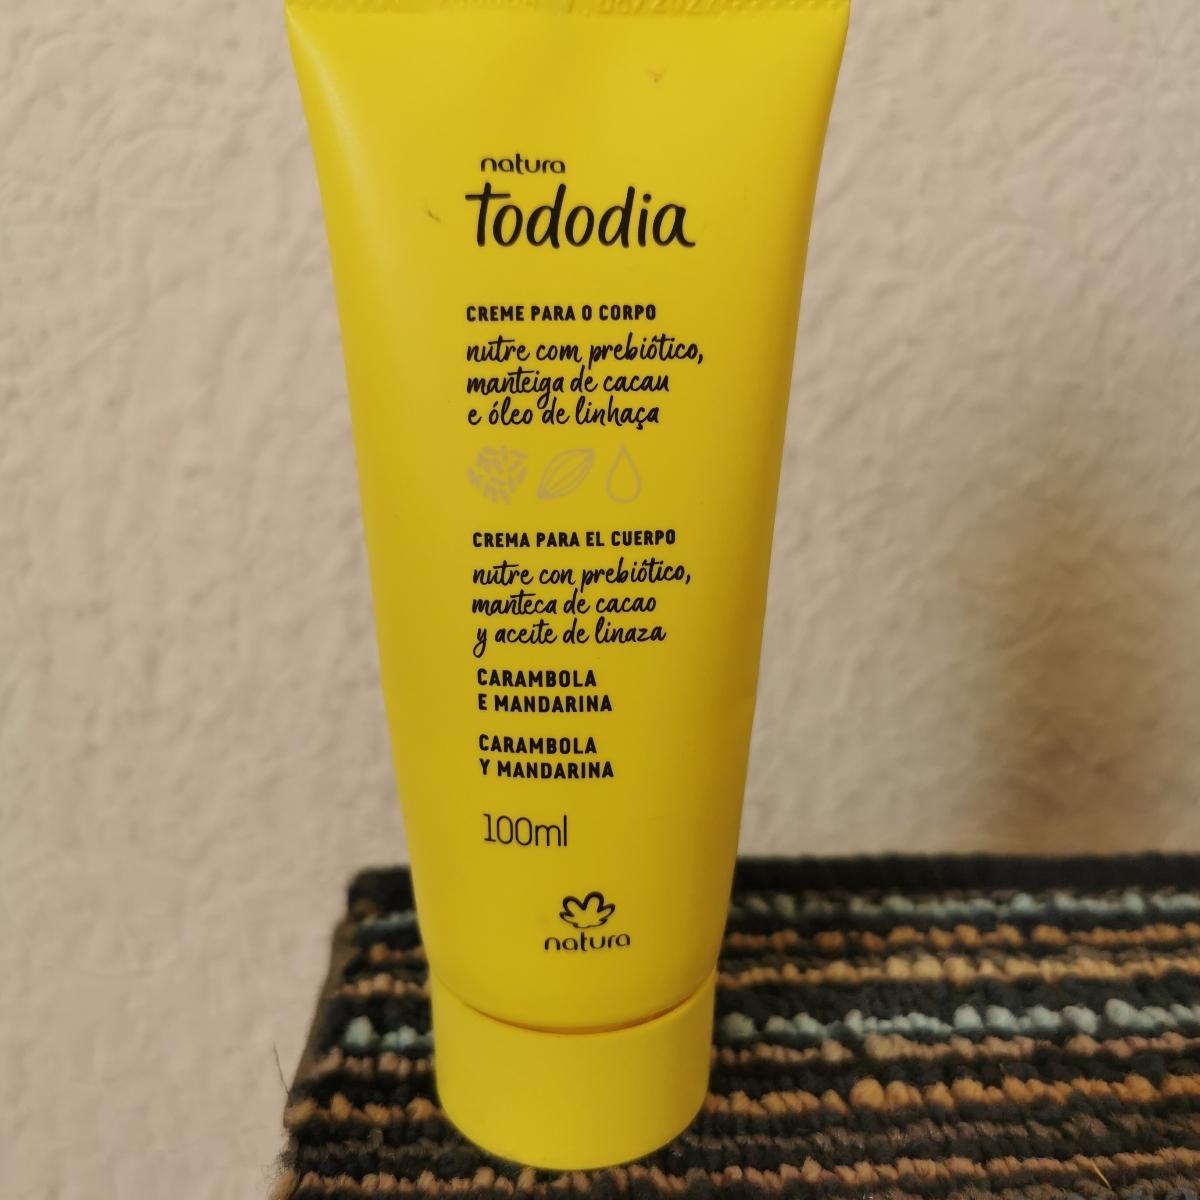 natura
tododia
CREME PARA O CORPO
nutre com prebiótico,
manteiga de cacau
e óleo de linhaça
CREMA PARA EL CUERPO
nutre con prebiótico,
manteca de cacao
y aceite de linaza
CARAMBOLA
E MANDARINA
CARAMBOLA
Y MANDARINA
100ml
natura